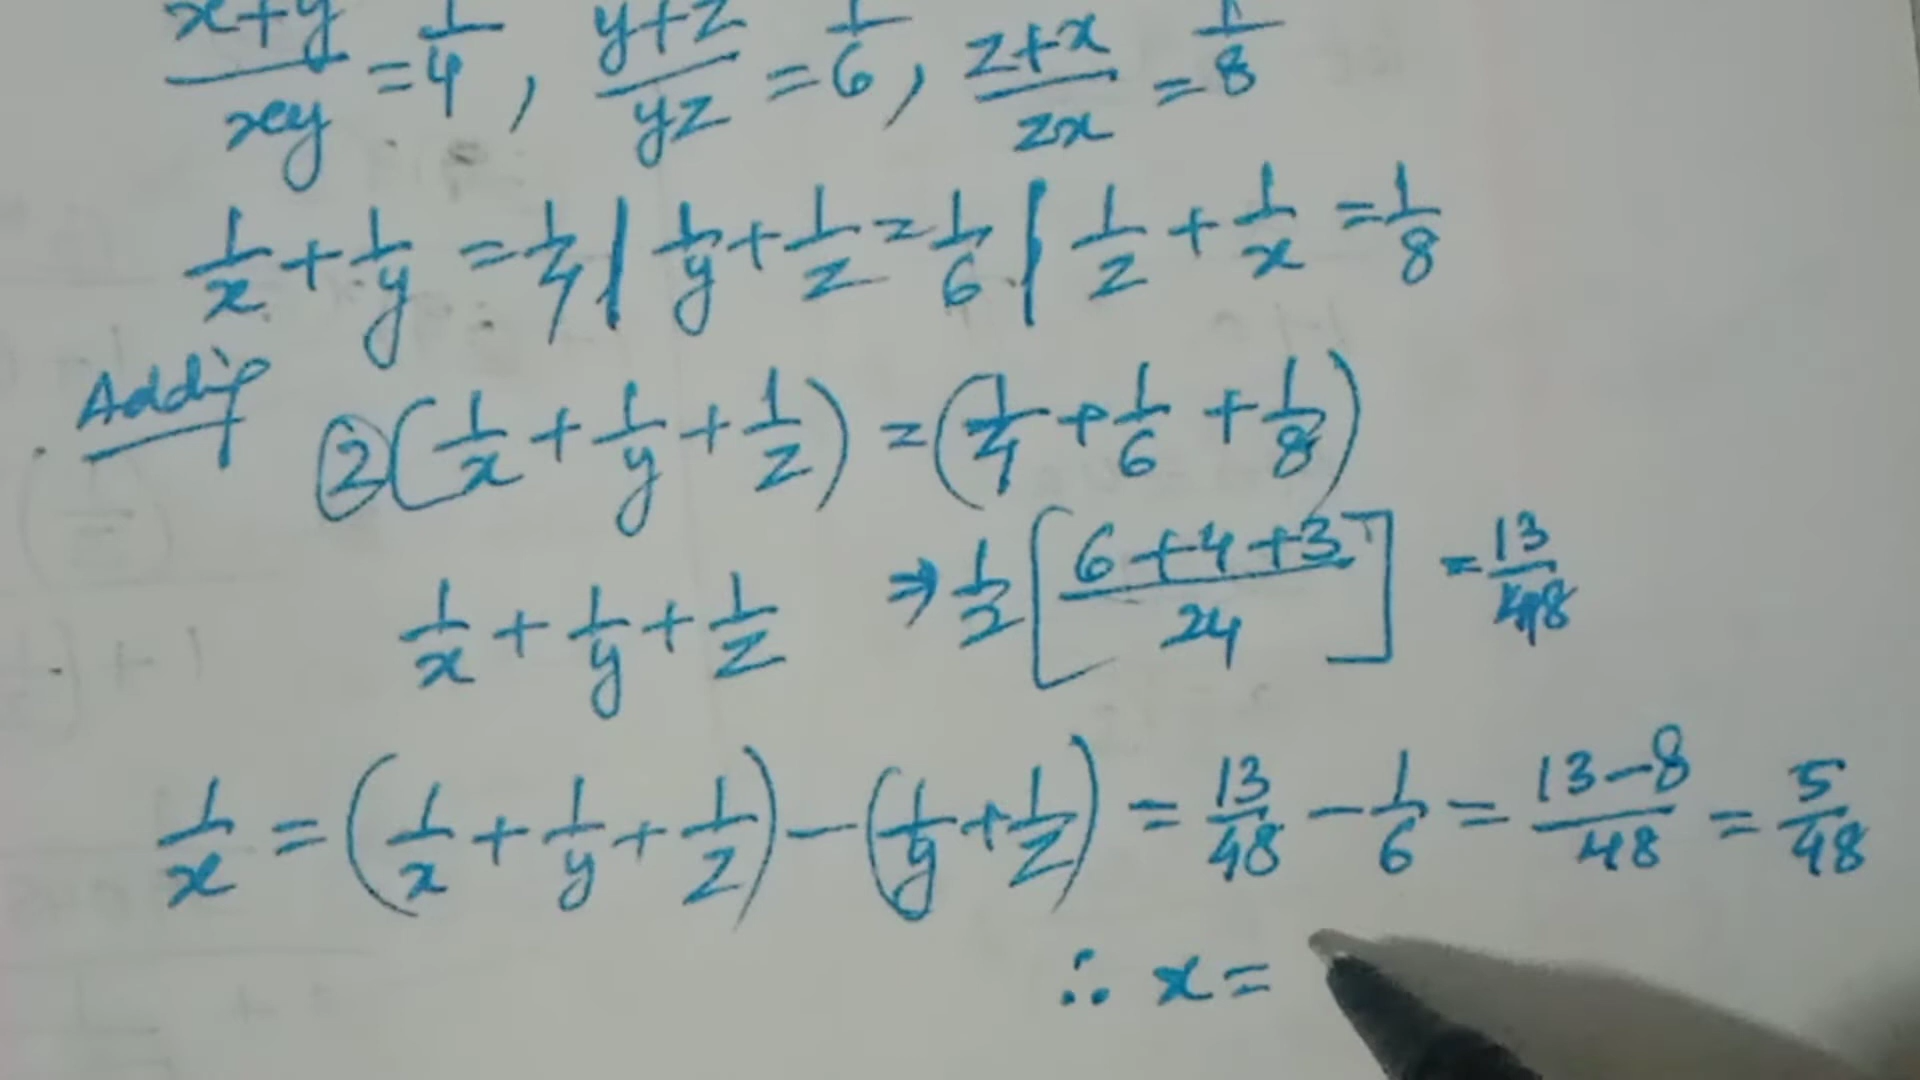 x+y/xy = 1/4 , y+z/yz = 1/6 , z+x/zx = 1/8
1/x + 1/y = 1/4 | 1/y + 1/z = 1/6 | 1/z + 1/x = 1/8
Adding 2(1/x + 1/y + 1/z) = (1/4 + 1/6 + 1/8)
1/x + 1/y + 1/z ⇒ 1/2 [6+4+3/24] = 13/48
1/x = (1/x + 1/y + 1/z) − (1/y + 1/z) = 13/48 − 1/6 = 13−8/48 = 5/48
∴ x =